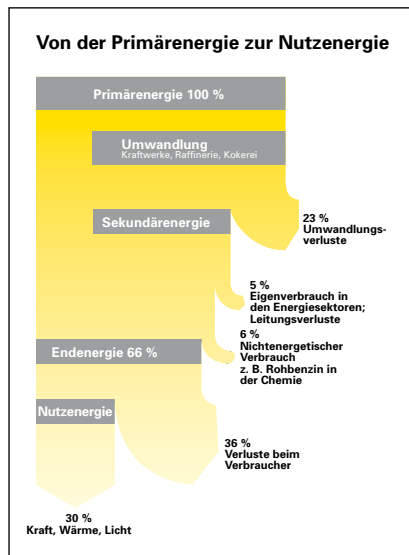 Von der Primärenergie zur Nutzenergie
Primärenergie 100 %
Umwandlung
Kraftwerke, Raffinerie, Kokerei
Sekundärenergie
23 %
Umwandlungs-
verluste
5 %
Eigenverbrauch in
den Energiesektoren;
Leitungsverluste
6 %
Nichtenergetischer
Verbrauch
z. B. Rohbenzin in
der Chemie
Endenergie 66 %
Nutzenergie
36 %
Verluste beim
Verbraucher
30 %
Kraft, Wärme, Licht